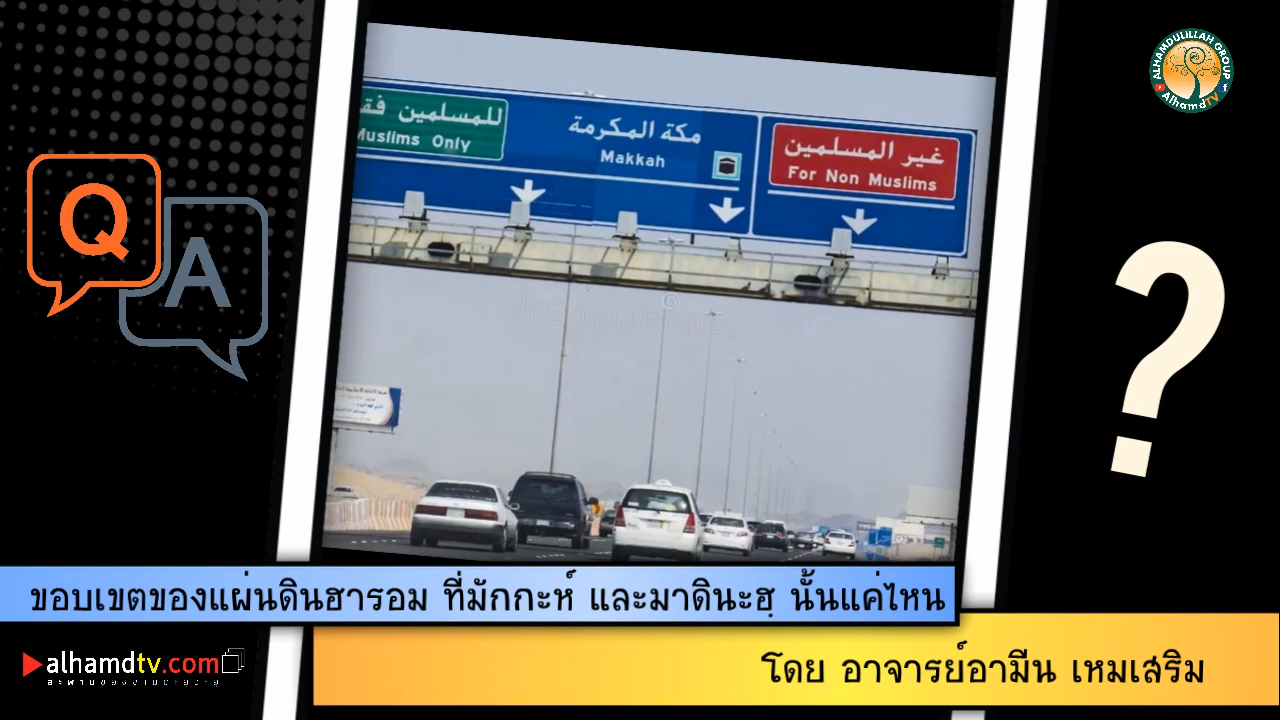 ALHAMDULILLAH GROUP
AlhamdTV
Q
A
?
للمسلمين
Muslims Only
مكة المكرمة
Makkah
غير المسلمين
For Non Muslims
ขอบเขตของแผ่นดินฮารอม ที่มักกะห์ และมาดินะฮฺ นั้นแค่ไหน
โดย อาจารย์อามีน เหมเสริม
alhamdtv.com